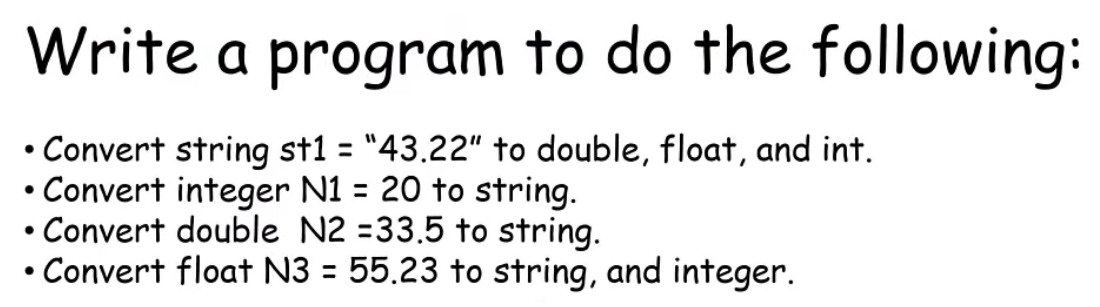 Write a program to do the following:
• Convert string st1 = “43.22” to double, float, and int.
• Convert integer N1 = 20 to string.
• Convert double  N2 =33.5 to string.
• Convert float N3 = 55.23 to string, and integer.